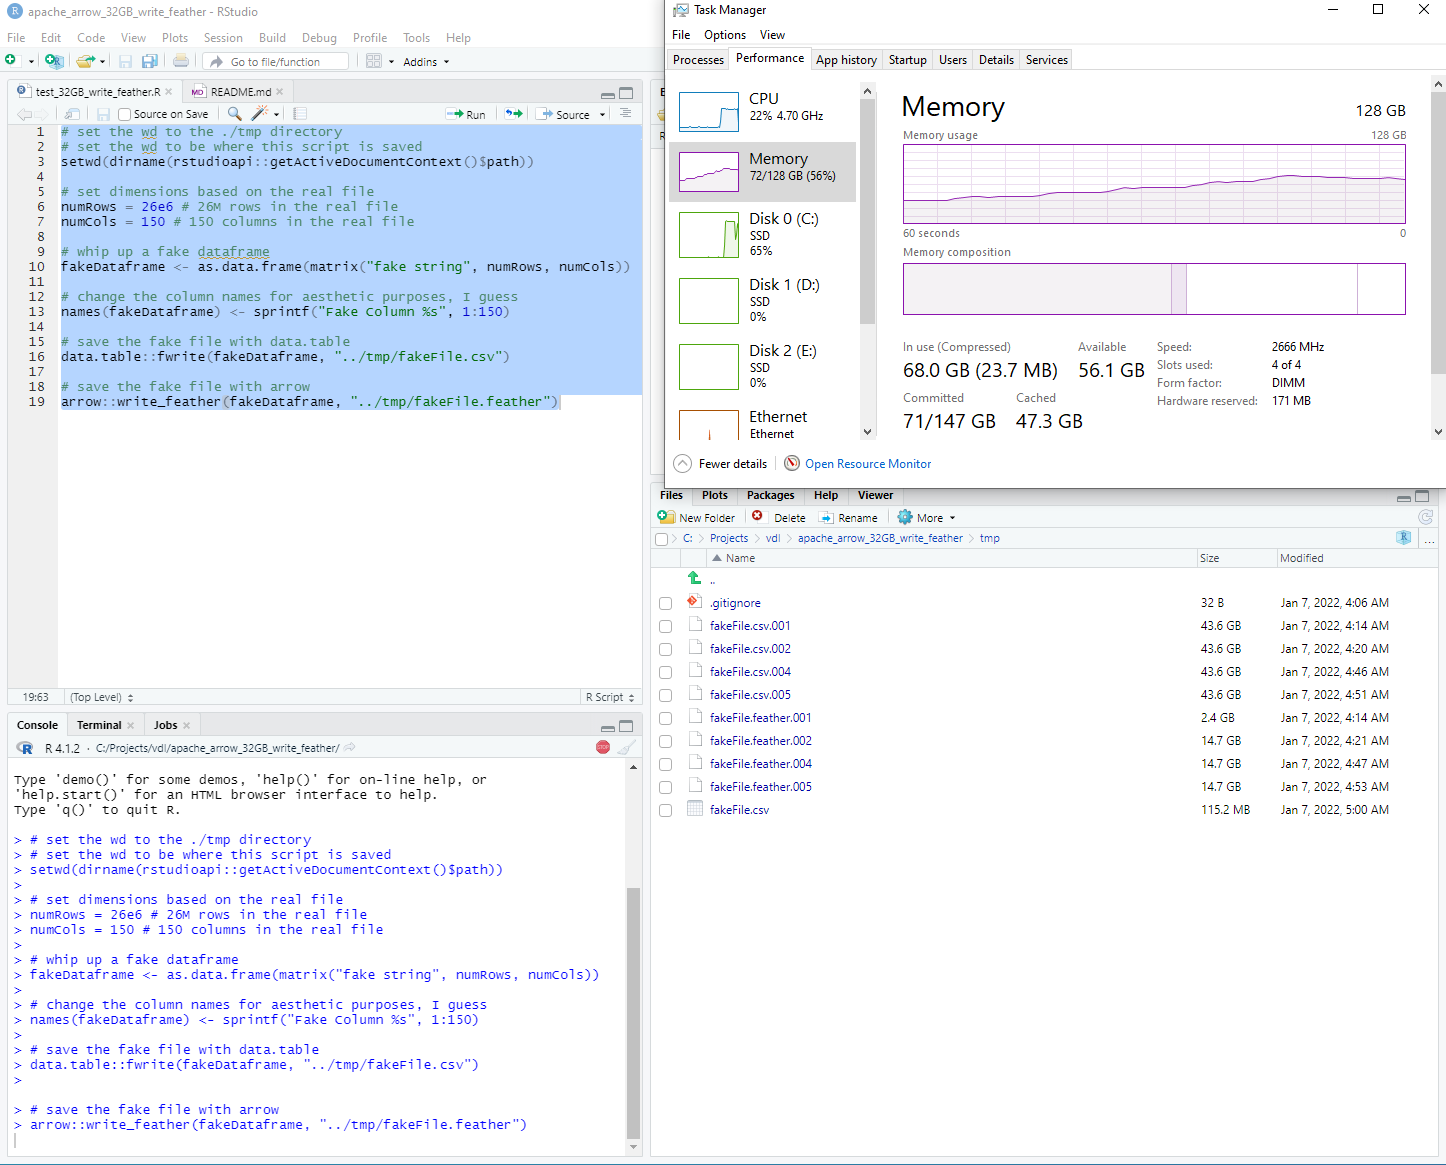 apache_arrow_32GB_write_feather - RStudio
File Edit Code View Plots Session Build Debug Profile Tools Help
Go to file/function Addins
test_32GB_write_feather.R README.md
Source on Save Run Source
1 # set the wd to the ./tmp directory
2 # set the wd to be where this script is saved
3 setwd(dirname(rstudioapi::getActiveDocumentContext()$path))
4
5 # set dimensions based on the real file
6 numRows = 26e6 # 26M rows in the real file
7 numCols = 150 # 150 columns in the real file
8
9 # whip up a fake dataframe
10 fakeDataframe <- as.data.frame(matrix("fake string", numRows, numCols))
11
12 # change the column names for aesthetic purposes, I guess
13 names(fakeDataframe) <- sprintf("Fake Column %s", 1:150)
14
15 # save the fake file with data.table
16 data.table::fwrite(fakeDataframe, "../tmp/fakeFile.csv")
17
18 # save the fake file with arrow
19 arrow::write_feather(fakeDataframe, "../tmp/fakeFile.feather")
19:63 (Top Level) R Script
Console Terminal Jobs
R 4.1.2 · C:/Projects/vdl/apache_arrow_32GB_write_feather/
STOP
Type 'demo()' for some demos, 'help()' for on-line help, or
'help.start()' for an HTML browser interface to help.
Type 'q()' to quit R.
> # set the wd to the ./tmp directory
> # set the wd to be where this script is saved
> setwd(dirname(rstudioapi::getActiveDocumentContext()$path))
>
> # set dimensions based on the real file
> numRows = 26e6 # 26M rows in the real file
> numCols = 150 # 150 columns in the real file
>
> # whip up a fake dataframe
> fakeDataframe <- as.data.frame(matrix("fake string", numRows, numCols))
>
> # change the column names for aesthetic purposes, I guess
> names(fakeDataframe) <- sprintf("Fake Column %s", 1:150)
>
> # save the fake file with data.table
> data.table::fwrite(fakeDataframe, "../tmp/fakeFile.csv")
>
> # save the fake file with arrow
> arrow::write_feather(fakeDataframe, "../tmp/fakeFile.feather")
Task Manager
File Options View
Processes Performance App history Startup Users Details Services
CPU
22% 4.70 GHz
Memory
72/128 GB (56%)
Disk 0 (C:)
SSD
65%
Disk 1 (D:)
SSD
0%
Disk 2 (E:)
SSD
0%
Ethernet
Ethernet
Memory 128 GB
Memory usage 128 GB
60 seconds 0
Memory composition
In use (Compressed) Available
68.0 GB (23.7 MB) 56.1 GB
Committed Cached
71/147 GB 47.3 GB
Speed: 2666 MHz
Slots used: 4 of 4
Form factor: DIMM
Hardware reserved: 171 MB
Fewer details Open Resource Monitor
Files Plots Packages Help Viewer
New Folder Delete Rename More
C: Projects vdl apache_arrow_32GB_write_feather tmp ...
Name Size Modified
..
.gitignore 32 B Jan 7, 2022, 4:06 AM
fakeFile.csv.001 43.6 GB Jan 7, 2022, 4:14 AM
fakeFile.csv.002 43.6 GB Jan 7, 2022, 4:20 AM
fakeFile.csv.004 43.6 GB Jan 7, 2022, 4:46 AM
fakeFile.csv.005 43.6 GB Jan 7, 2022, 4:51 AM
fakeFile.feather.001 2.4 GB Jan 7, 2022, 4:14 AM
fakeFile.feather.002 14.7 GB Jan 7, 2022, 4:21 AM
fakeFile.feather.004 14.7 GB Jan 7, 2022, 4:47 AM
fakeFile.feather.005 14.7 GB Jan 7, 2022, 4:53 AM
fakeFile.csv 115.2 MB Jan 7, 2022, 5:00 AM